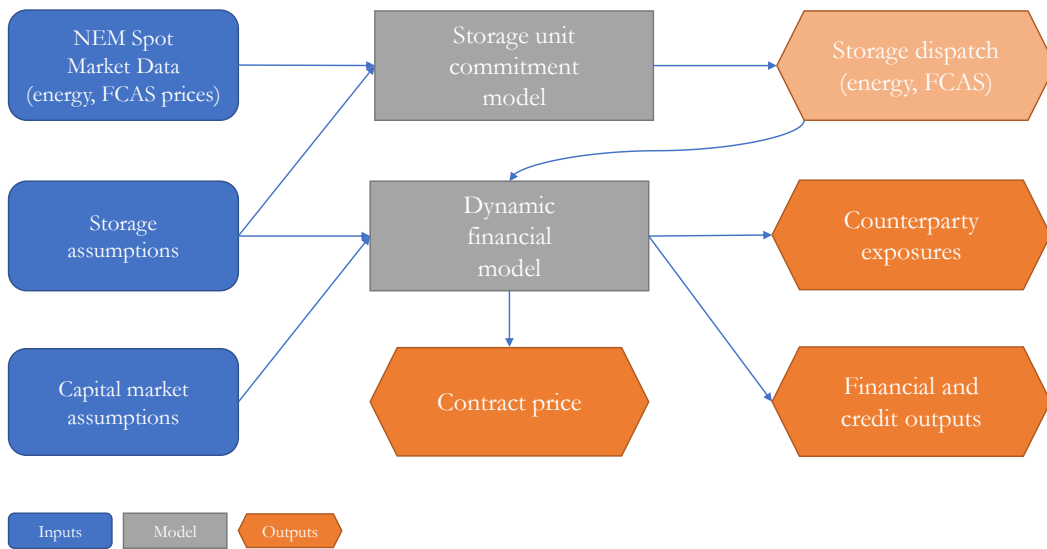 NEM Spot
Market Data
(energy, FCAS prices)
Storage unit
commitment
model
Storage dispatch
(energy, FCAS)
Storage
assumptions
Dynamic
financial
model
Counterparty
exposures
Capital market
assumptions
Contract price
Financial and
credit outputs
Inputs
Model
Outputs